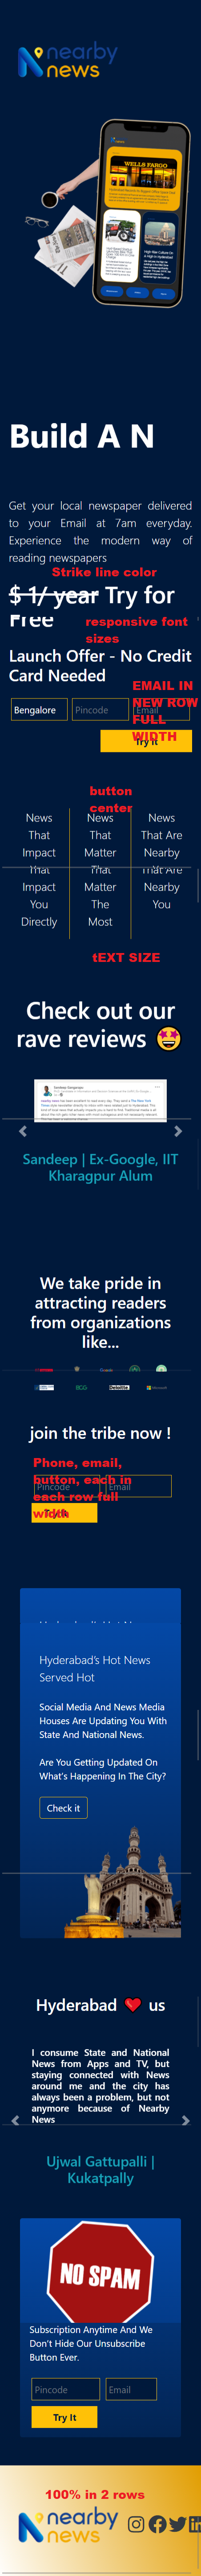 nearby
news
WELLS FARGO
Build A N
Get your local newspaper delivered
to your Email at 7am everyday.
Experience the modern way of
reading newspapers
Strike line color
$ 1/ year Try for
Free
responsive font
sizes
Launch Offer - No Credit
Card Needed
EMAIL IN
NEW ROW
FULL
WIDTH
Bengalore
Pincode
Email
Try It
button
center
News
That
Impact
That
Impact
You
Directly
News
That
Matter
That
Matter
The
Most
News
That Are
Nearby
That Are
Nearby
You
tEXT SIZE
Check out our
rave reviews 🤩
Sandeep | Ex-Google, IIT
Kharagpur Alum
We take pride in
attracting readers
from organizations
like...
BCG
Deloitte
Microsoft
join the tribe now !
Phone, email,
button, each in
each row full
width
Pincode
Email
Try It
Hyderabad's Hot News
Served Hot
Social Media And News Media
Houses Are Updating You With
State And National News.
Are You Getting Updated On
What's Happening In The City?
Check it
Hyderabad ❤️ us
I consume State and National
News from Apps and TV, but
staying connected with News
around me and the city has
always been a problem, but not
anymore because of Nearby
News
Ujwal Gattupalli |
Kukatpally
NO SPAM
Subscription Anytime And We
Don't Hide Our Unsubscribe
Button Ever.
Pincode
Email
Try It
100% in 2 rows
nearby
news